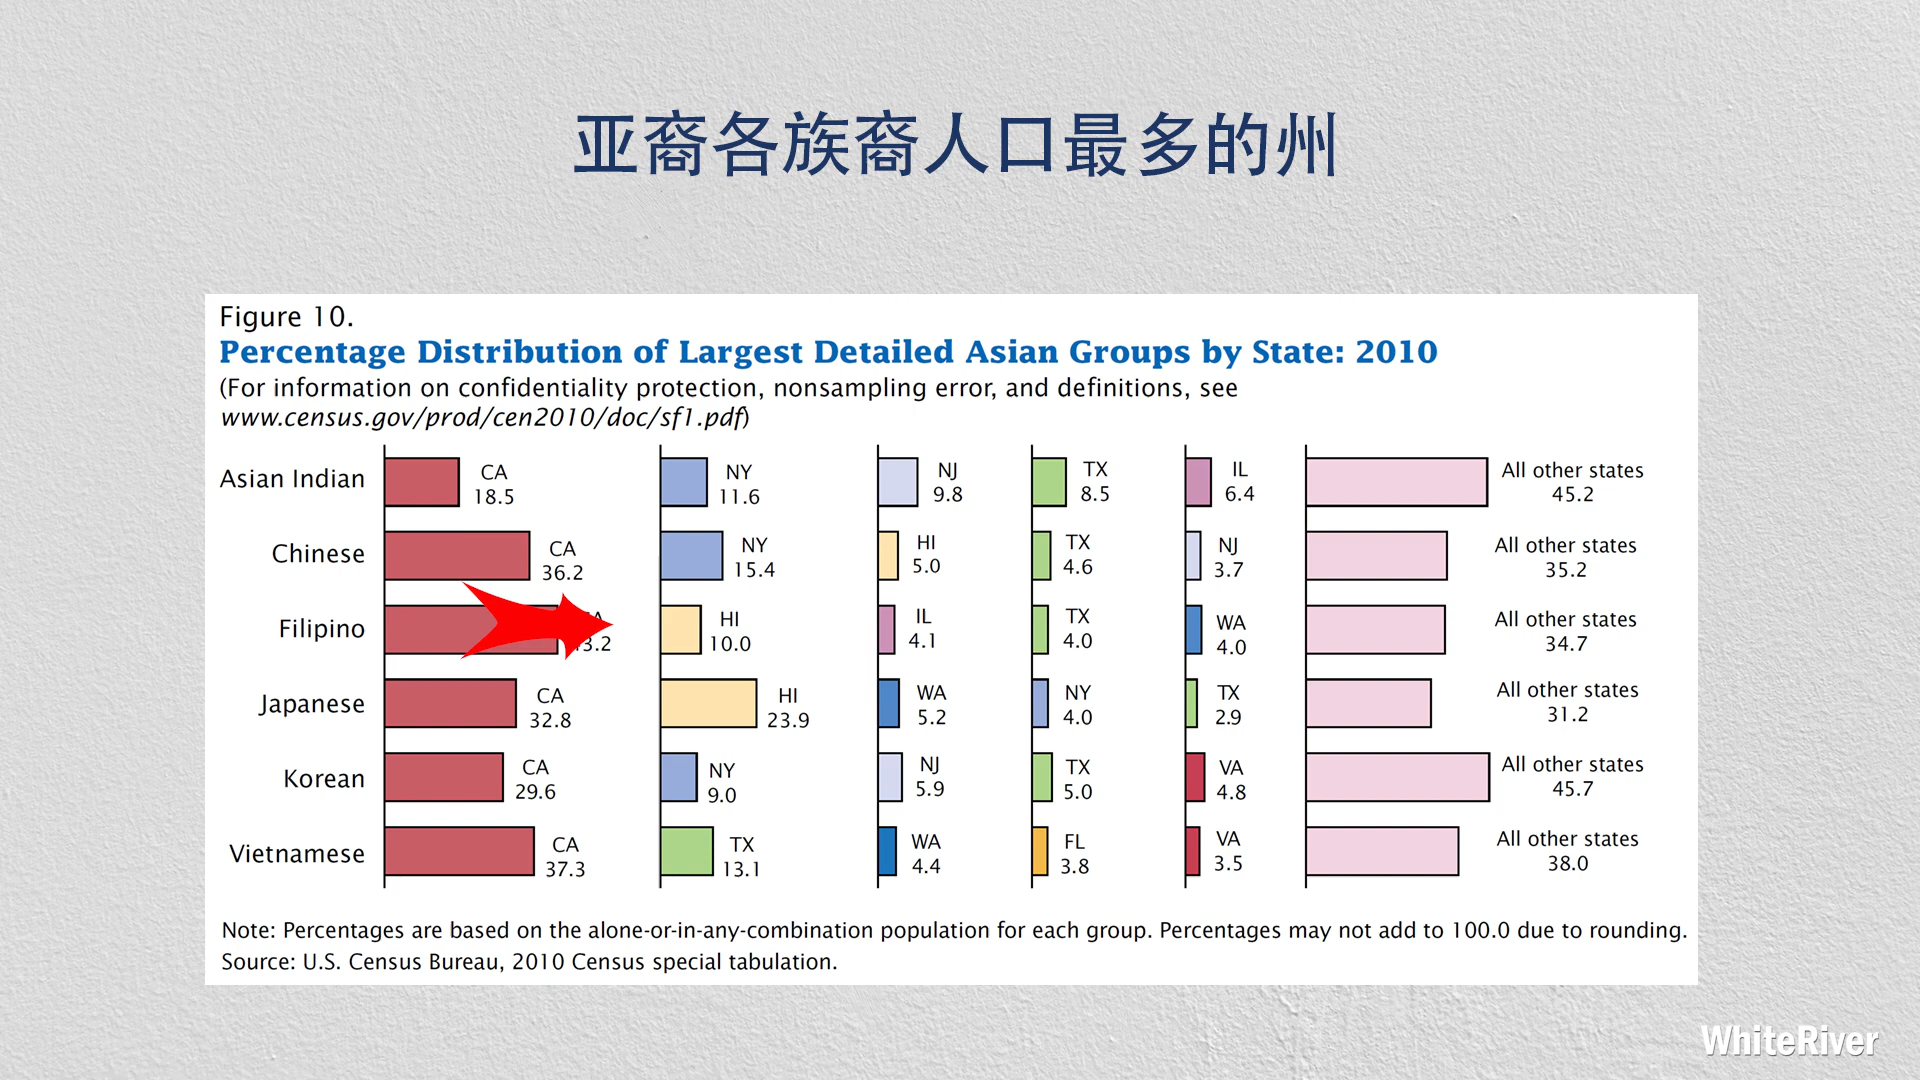 亚裔各族裔人口最多的州
Figure 10.
Percentage Distribution of Largest Detailed Asian Groups by State: 2010
(For information on confidentiality protection, nonsampling error, and definitions, see
www.census.gov/prod/cen2010/doc/sf1.pdf)
Asian Indian CA 18.5 NY 11.6 NJ 9.8 TX 8.5 IL 6.4 All other states 45.2
Chinese CA 36.2 NY 15.4 HI 5.0 TX 4.6 NJ 3.7 All other states 35.2
Filipino HI 10.0 IL 4.1 TX 4.0 WA 4.0 All other states 34.7
Japanese CA 32.8 HI 23.9 WA 5.2 NY 4.0 TX 2.9 All other states 31.2
Korean CA 29.6 NY 9.0 NJ 5.9 TX 5.0 VA 4.8 All other states 45.7
Vietnamese CA 37.3 TX 13.1 WA 4.4 FL 3.8 VA 3.5 All other states 38.0
Note: Percentages are based on the alone-or-in-any-combination population for each group. Percentages may not add to 100.0 due to rounding.
Source: U.S. Census Bureau, 2010 Census special tabulation.
WhiteRiver